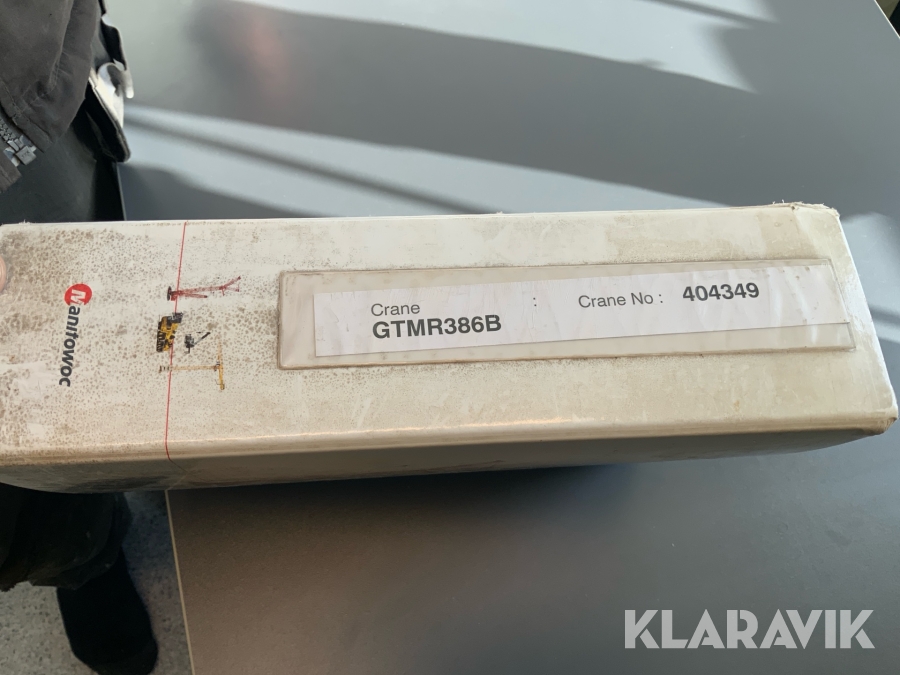 Manitowoc
Crane : Crane No : 404349
GTMR386B
KLARAVIK